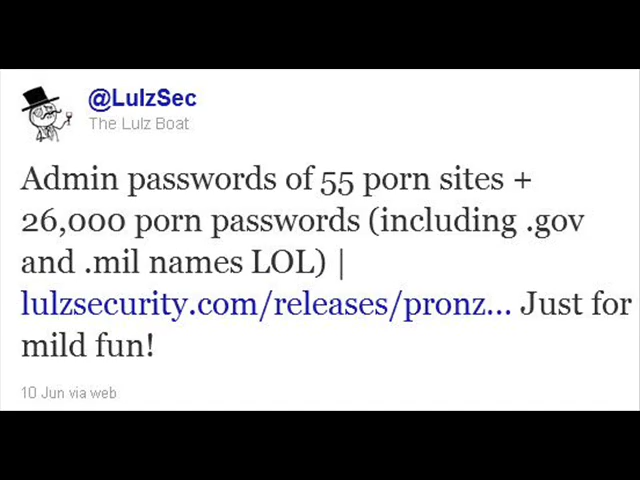 @LulzSec
The Lulz Boat
Admin passwords of 55 porn sites +
26,000 porn passwords (including .gov
and .mil names LOL) |
lulzsecurity.com/releases/pronz... Just for
mild fun!
10 Jun via web